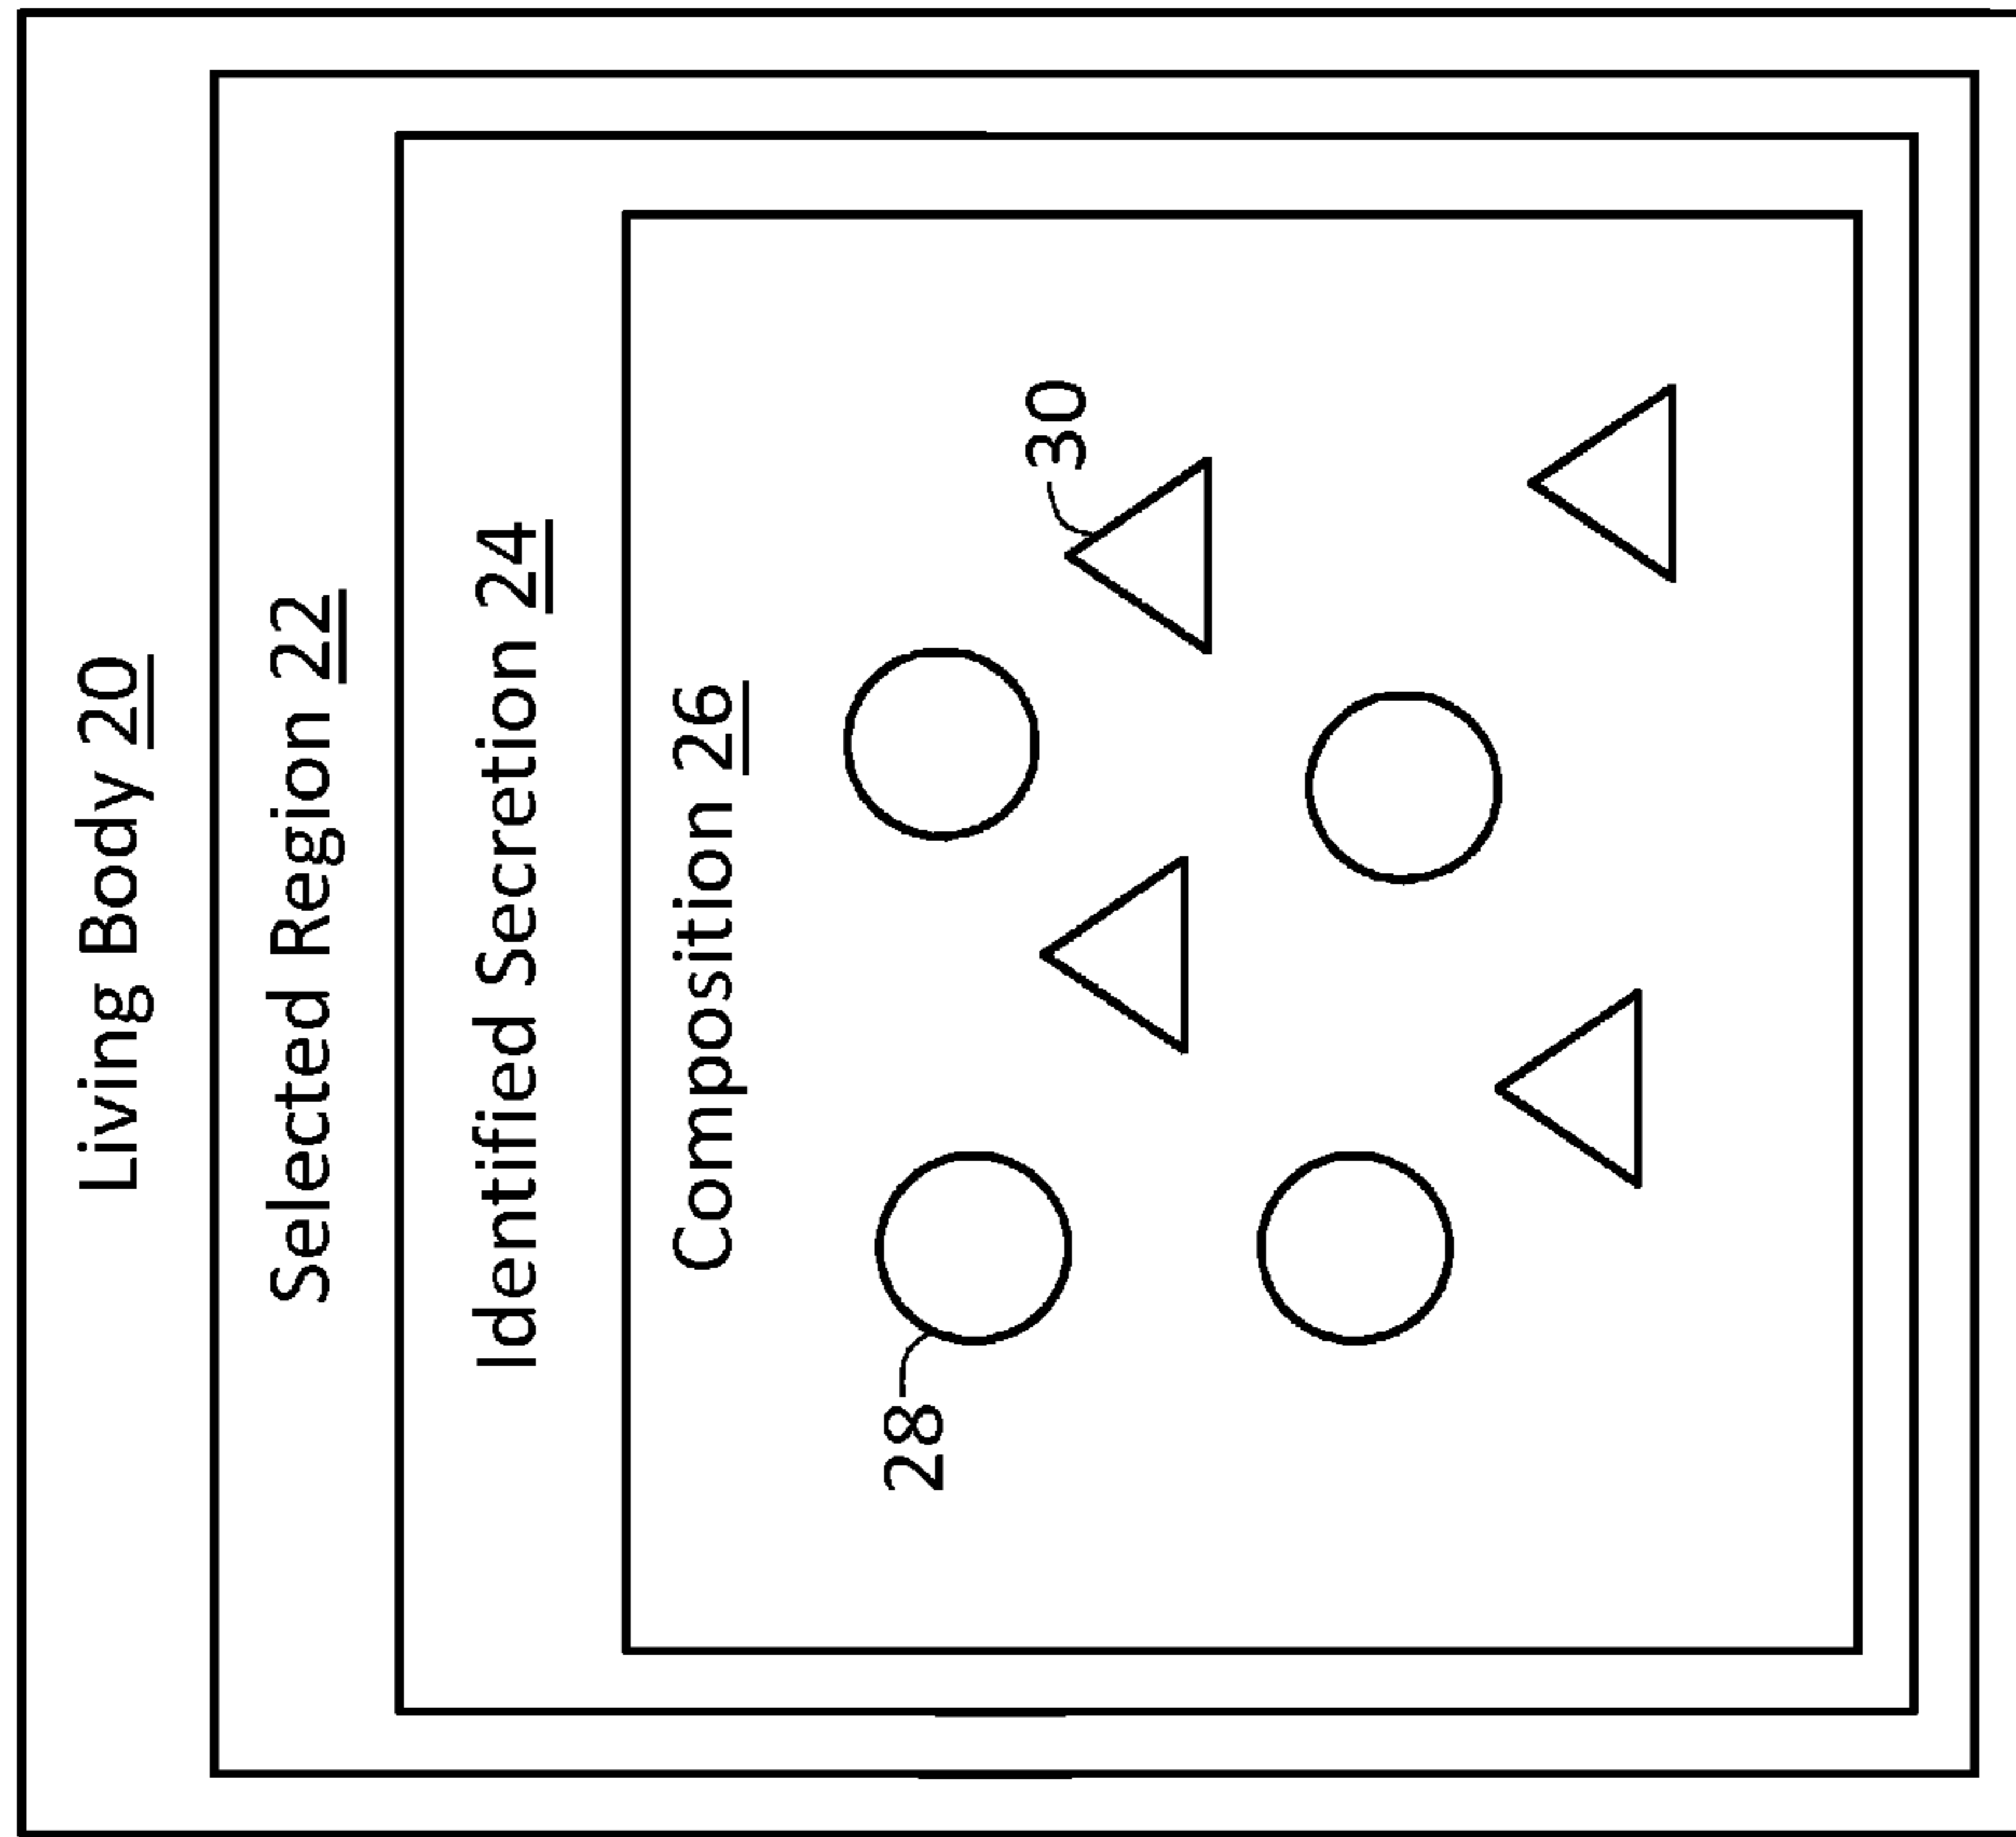 Living Body 20
Selected Region 22
Identified Secretion 24
Composition 26
28
30